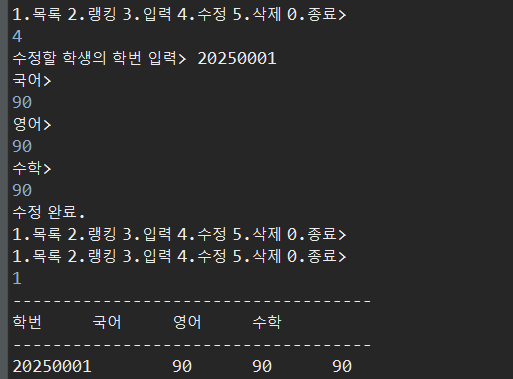 1.목록 2.랭킹 3.입력 4.수정 5.삭제 0.종료>
4
수정할 학생의 학번 입력> 20250001
국어>
90
영어>
90
수학>
90
수정 완료.
1.목록 2.랭킹 3.입력 4.수정 5.삭제 0.종료>
1.목록 2.랭킹 3.입력 4.수정 5.삭제 0.종료>
1
------------------------------------
학번 국어 영어 수학
------------------------------------
20250001 90 90 90